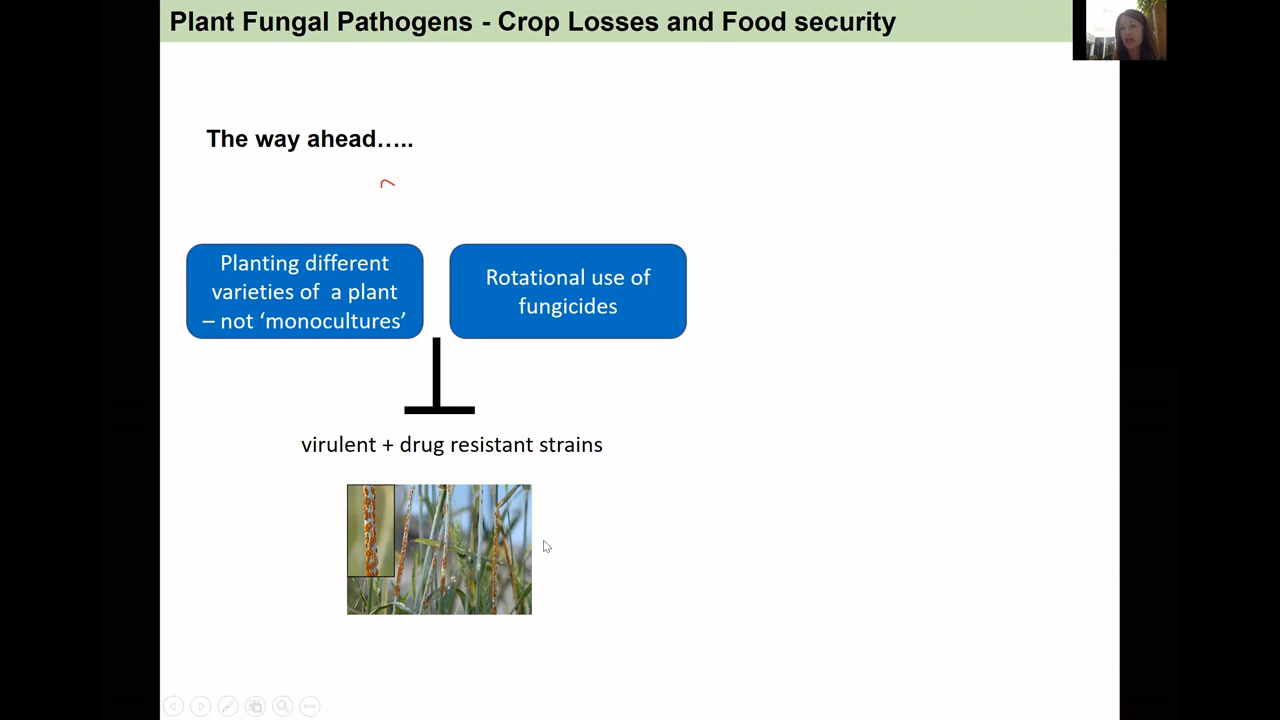 Plant Fungal Pathogens - Crop Losses and Food security
The way ahead…..
Planting different
varieties of  a plant
– not ‘monocultures’
Rotational use of
fungicides
virulent + drug resistant strains